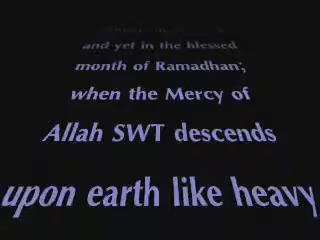 and yet in the blessed
month of Ramadhan;
when the Mercy of
Allah SWT descends
upon earth like heavy